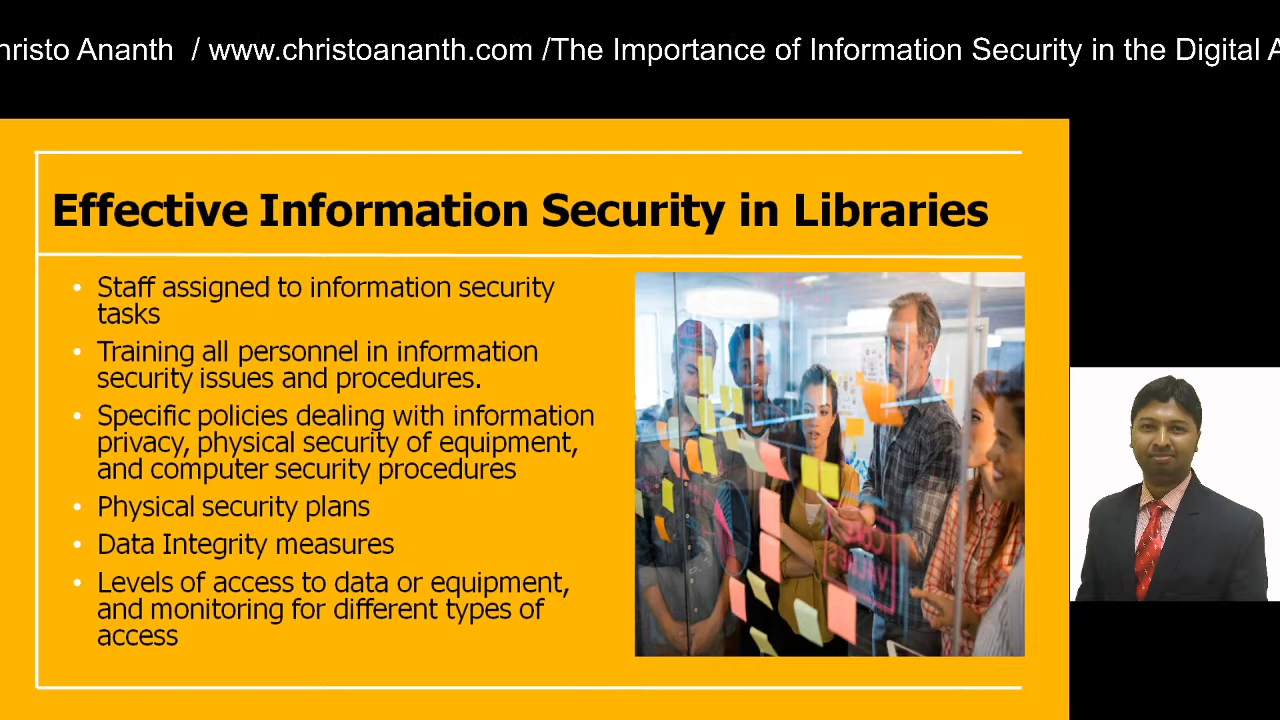 hristo Ananth / www.christoananth.com /The Importance of Information Security in the Digital A
Effective Information Security in Libraries
• Staff assigned to information security
tasks
• Training all personnel in information
security issues and procedures.
• Specific policies dealing with information
privacy, physical security of equipment,
and computer security procedures
• Physical security plans
• Data Integrity measures
• Levels of access to data or equipment,
and monitoring for different types of
access